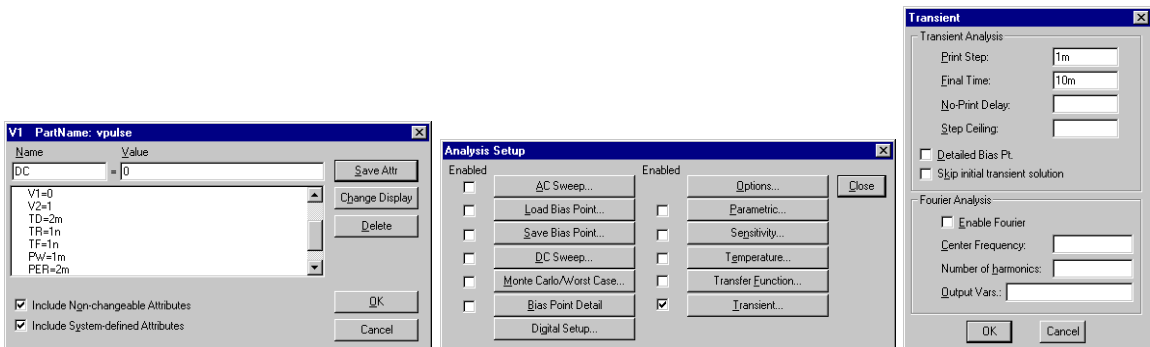 V1 PartName: vpulse
Name Value
DC = 0
Save Attr
V1=0
V2=1
TD=2m
TR=1n
TF=1n
PW=1m
PER=2m
Change Display
Delete
Include Non-changeable Attributes
Include System-defined Attributes
OK
Cancel
Analysis Setup
Enabled Enabled
AC Sweep... Options... Close
Load Bias Point... Parametric...
Save Bias Point... Sensitivity...
DC Sweep... Temperature...
Monte Carlo/Worst Case... Transfer Function...
Bias Point Detail Transient...
Digital Setup...
Transient
Transient Analysis
Print Step: 1m
Final Time: 10m
No-Print Delay:
Step Ceiling:
Detailed Bias Pt.
Skip initial transient solution
Fourier Analysis
Enable Fourier
Center Frequency:
Number of harmonics:
Output Vars.:
OK Cancel